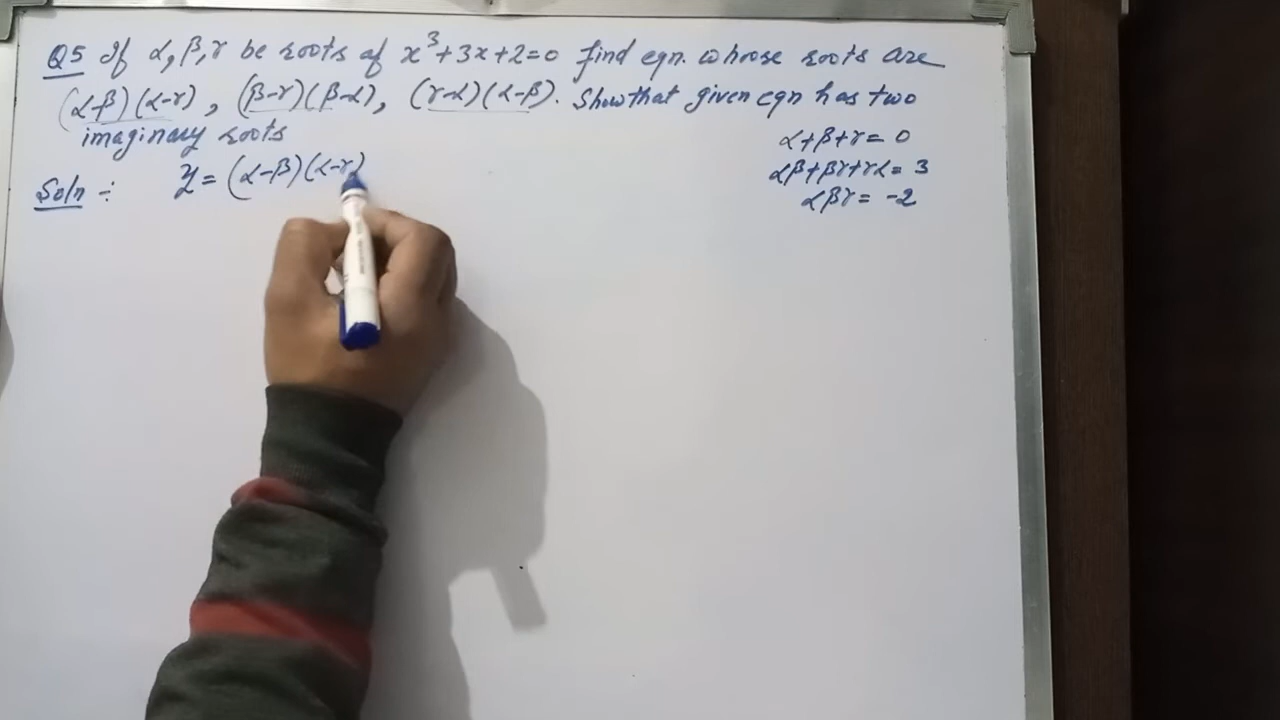 Q5 If α, β, γ be roots of x³+3x+2=0 find eqn. whoose roots are
(α-β)(α-γ), (β-γ)(β-α), (γ-α)(α-β). Show that given eqn has two
imaginary roots
α+β+γ= 0
αβ+βγ+γα= 3
αβγ= -2
Soln :- y = (α-β)(α-γ)